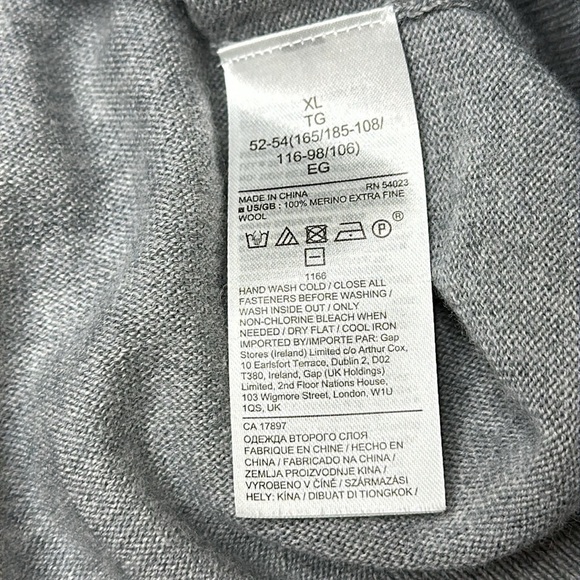 XL
TG
52-54(165/185-108/
116-98/106)
EG
MADE IN CHINA RN 54023
■ US/GB : 100% MERINO EXTRA FINE
WOOL
P ®
1166
HAND WASH COLD / CLOSE ALL
FASTENERS BEFORE WASHING /
WASH INSIDE OUT / ONLY
NON-CHLORINE BLEACH WHEN
NEEDED / DRY FLAT / COOL IRON
IMPORTED BY/IMPORTE PAR: Gap
Stores (Ireland) Limited c/o Arthur Cox,
10 Earlsfort Terrace, Dublin 2, D02
T380, Ireland, Gap (UK Holdings)
Limited, 2nd Floor Nations House,
103 Wigmore Street, London, W1U
1QS, UK
CA 17897
ОДЕЖДА ВТОРОГО СЛОЯ
FABRIQUE EN CHINE / HECHO EN
CHINA / FABRICADO NA CHINA /
ZEMLJA PROIZVODNJE KINA /
VYROBENO V ČÍNĚ / SZÁRMAZÁSI
HELY: KÍNA / DIBUAT DI TIONGKOK /